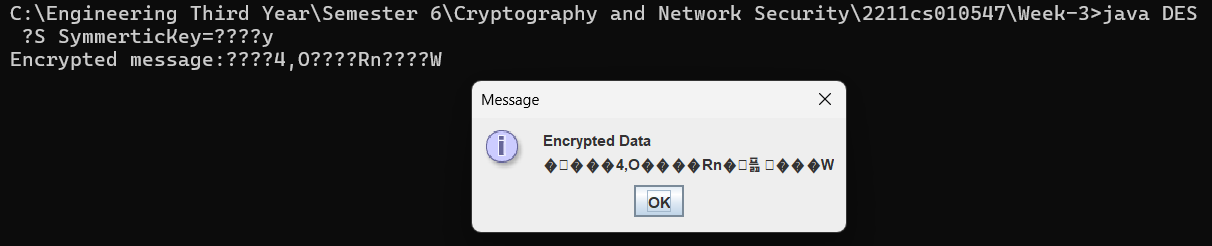 C:\Engineering Third Year\Semester 6\Cryptography and Network Security\2211cs010547\Week-3>java DES
?S SymmerticKey=????y
Encrypted message:????4,O????Rn????W
Message
Encrypted Data
�▯���4,O����Rn�▯품 ▯���W
OK